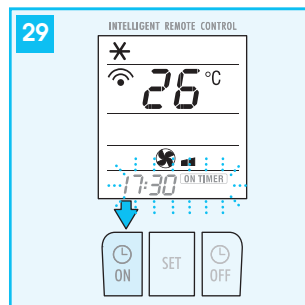 29
INTELLIGENT REMOTE CONTROL
26 °C
17:30 ON TIMER
ON SET OFF